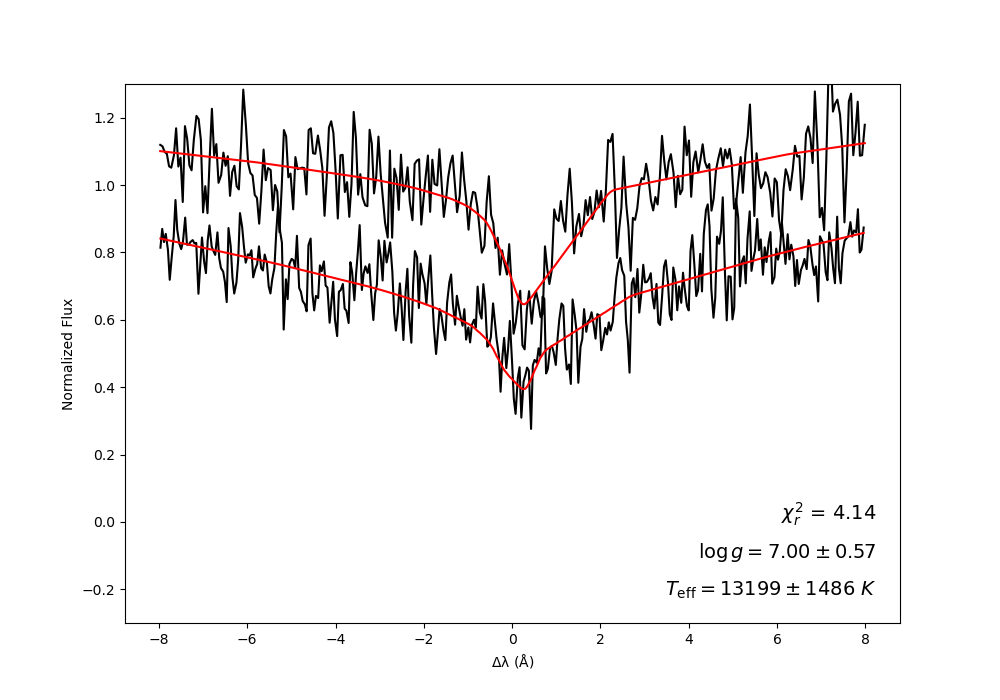 1.2
1.0
0.8
0.6
0.4
0.2
0.0
−0.2
Normalized Flux
χ²ᵣ = 4.14
log g = 7.00 ± 0.57
T_eff = 13199 ± 1486 K
−8 −6 −4 −2 0 2 4 6 8
Δλ (Å)